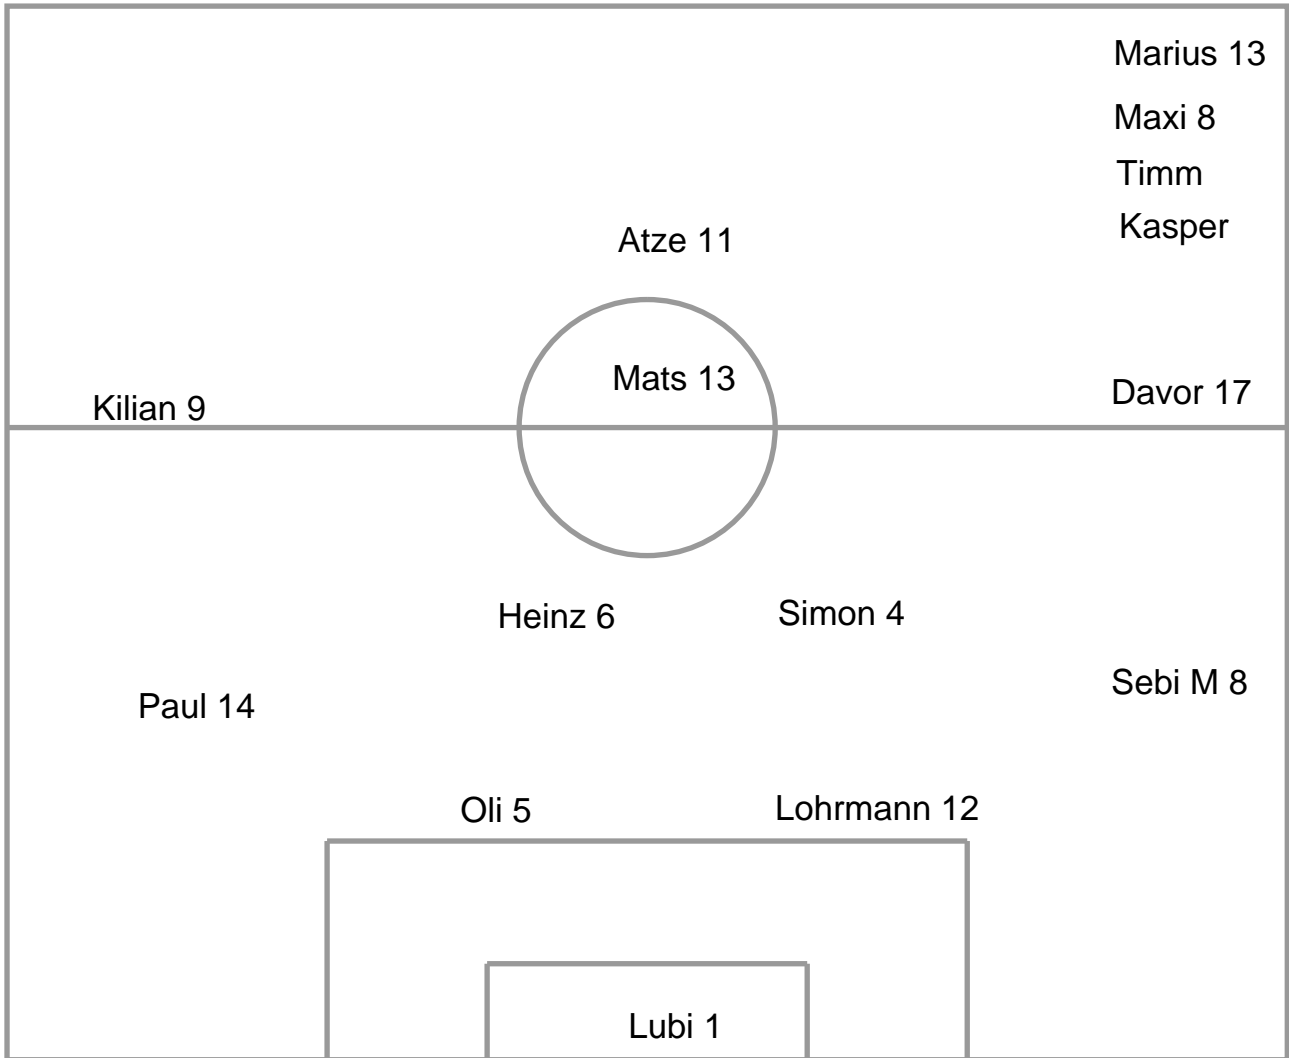 Marius 13
Maxi 8
Timm
Kasper
Atze 11
Mats 13
Kilian 9
Davor 17
Heinz 6
Simon 4
Paul 14
Sebi M 8
Oli 5
Lohrmann 12
Lubi 1